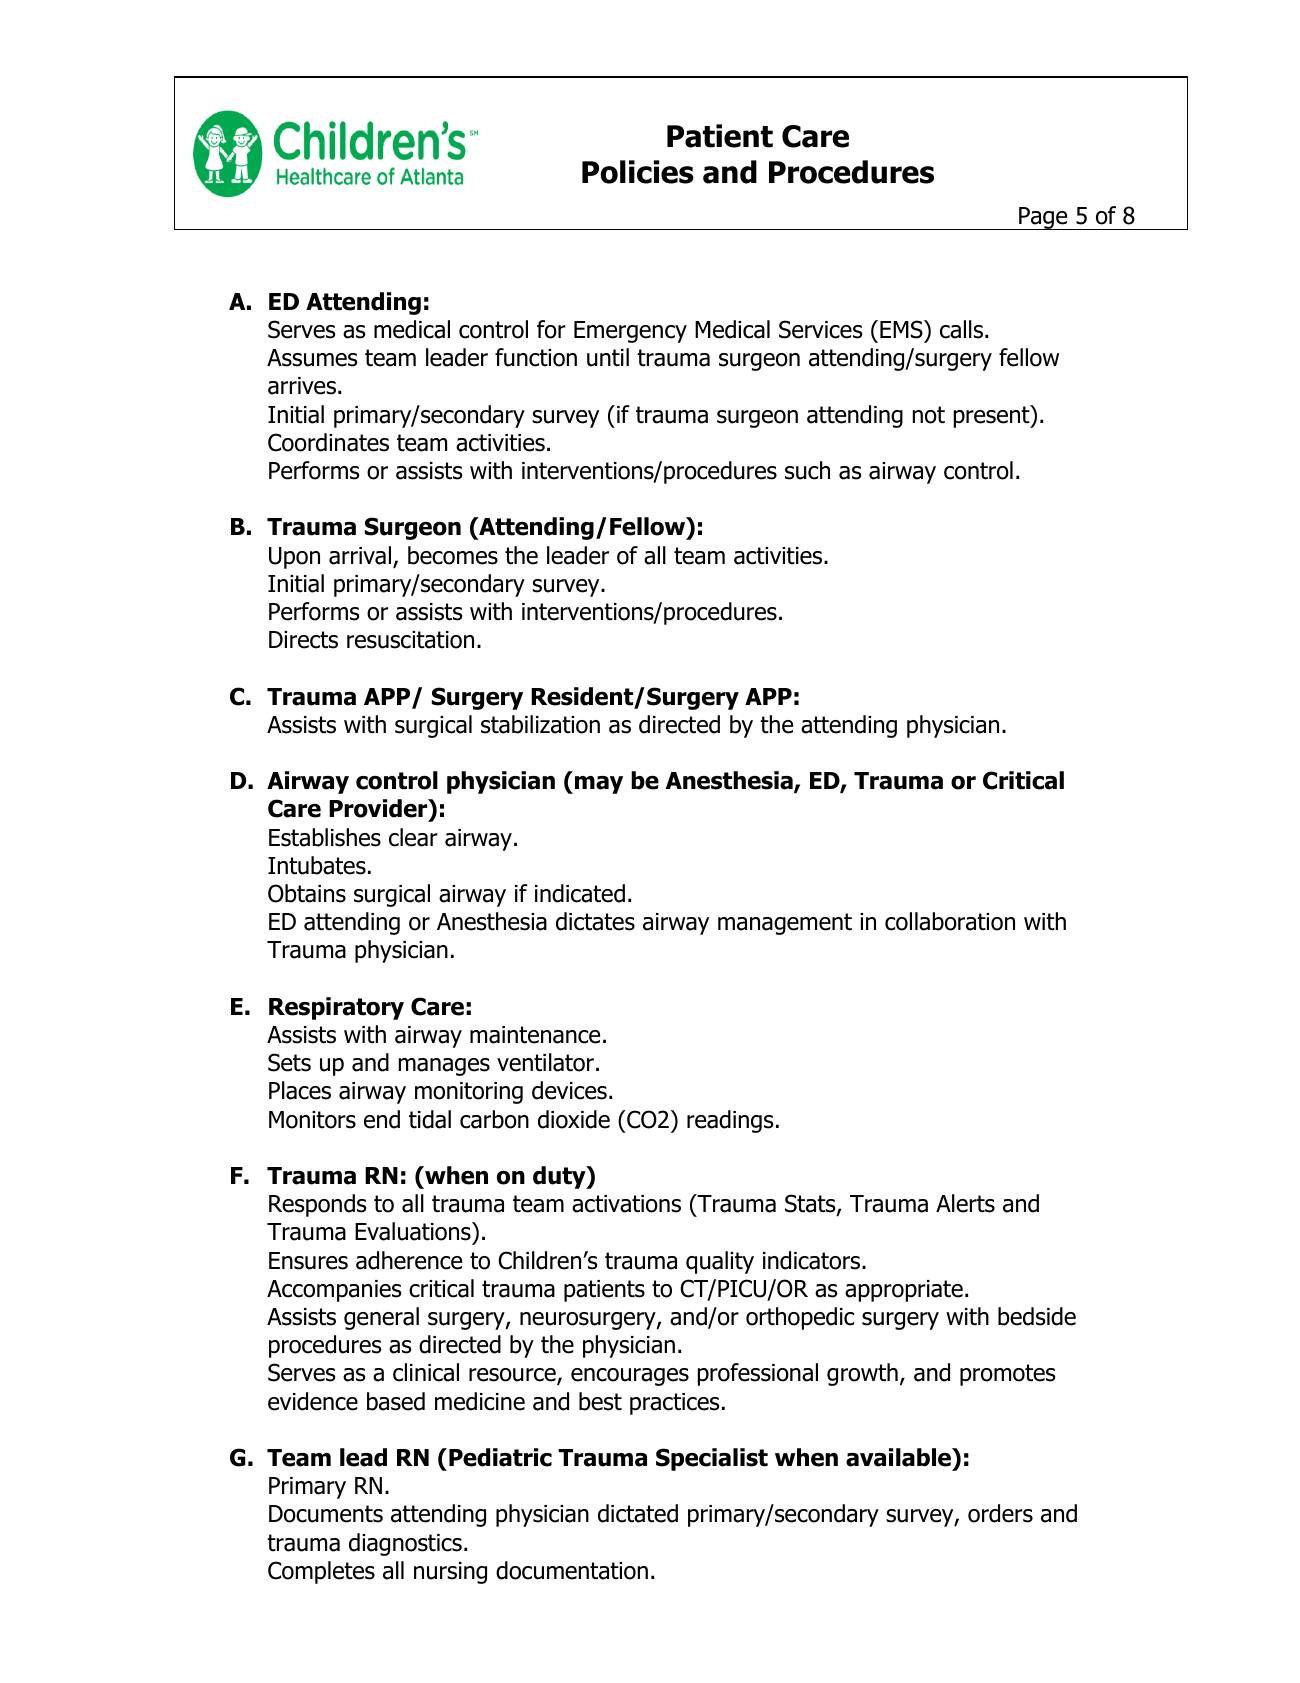 Children's SM
Healthcare of Atlanta
Patient Care
Policies and Procedures
Page 5 of 8
A. ED Attending:
Serves as medical control for Emergency Medical Services (EMS) calls.
Assumes team leader function until trauma surgeon attending/surgery fellow
arrives.
Initial primary/secondary survey (if trauma surgeon attending not present).
Coordinates team activities.
Performs or assists with interventions/procedures such as airway control.
B. Trauma Surgeon (Attending/Fellow):
Upon arrival, becomes the leader of all team activities.
Initial primary/secondary survey.
Performs or assists with interventions/procedures.
Directs resuscitation.
C. Trauma APP/ Surgery Resident/Surgery APP:
Assists with surgical stabilization as directed by the attending physician.
D. Airway control physician (may be Anesthesia, ED, Trauma or Critical
Care Provider):
Establishes clear airway.
Intubates.
Obtains surgical airway if indicated.
ED attending or Anesthesia dictates airway management in collaboration with
Trauma physician.
E. Respiratory Care:
Assists with airway maintenance.
Sets up and manages ventilator.
Places airway monitoring devices.
Monitors end tidal carbon dioxide (CO2) readings.
F. Trauma RN: (when on duty)
Responds to all trauma team activations (Trauma Stats, Trauma Alerts and
Trauma Evaluations).
Ensures adherence to Children’s trauma quality indicators.
Accompanies critical trauma patients to CT/PICU/OR as appropriate.
Assists general surgery, neurosurgery, and/or orthopedic surgery with bedside
procedures as directed by the physician.
Serves as a clinical resource, encourages professional growth, and promotes
evidence based medicine and best practices.
G. Team lead RN (Pediatric Trauma Specialist when available):
Primary RN.
Documents attending physician dictated primary/secondary survey, orders and
trauma diagnostics.
Completes all nursing documentation.